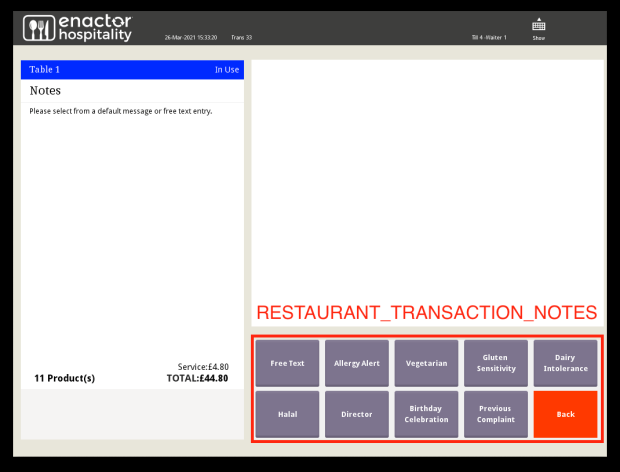 enactor
hospitality
26-Mar-2021 15:33:20 Trans 33 Till 4 -Waiter 1 Show
Table 1 In Use
Notes
Please select from a default message or free text entry.
Service:£4.80
11 Product(s) TOTAL:£44.80
RESTAURANT_TRANSACTION_NOTES
Free Text
Allergy Alert
Vegetarian
Gluten
Sensitivity
Dairy
Intolerance
Halal
Director
Birthday
Celebration
Previous
Complaint
Back